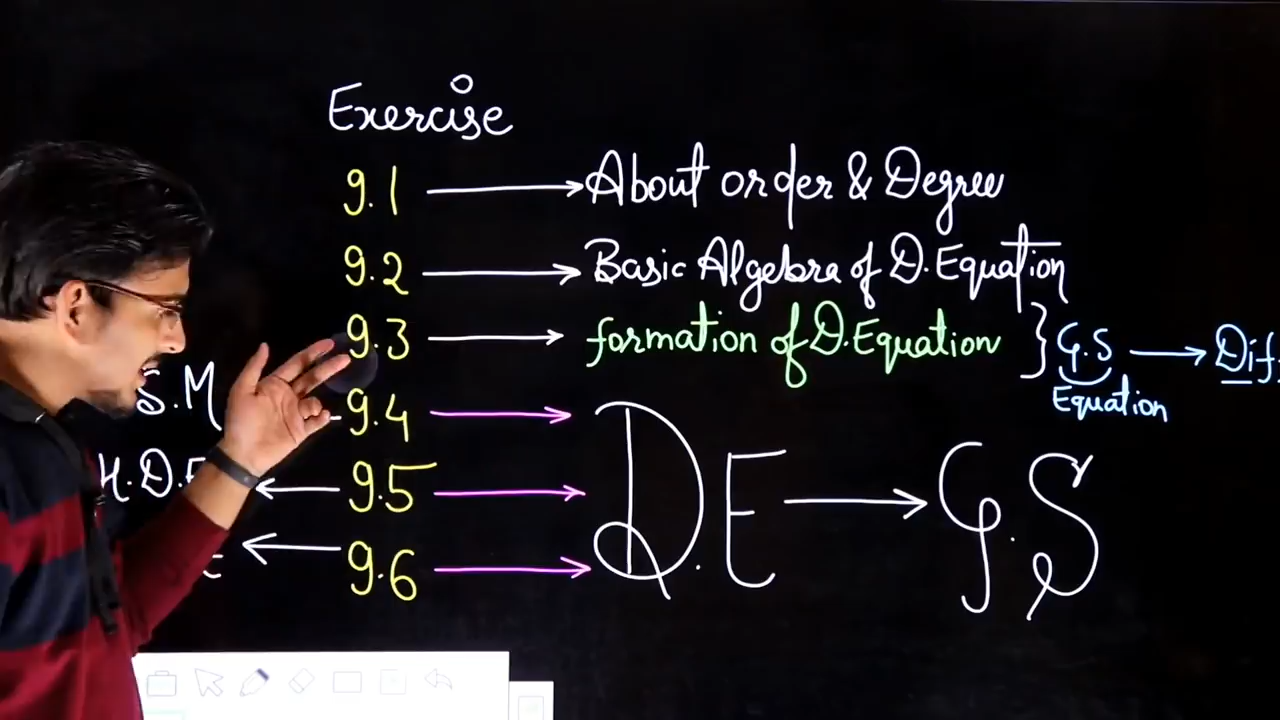 Exercise
9.1 → About order & Degree
9.2 → Basic Algebra of D. Equation
9.3 → formation of D. Equation } G.S → Dif
Equation
S.M 9.4 → 
H.D.E ← 9.5 → D.E → G.S
← 9.6 →